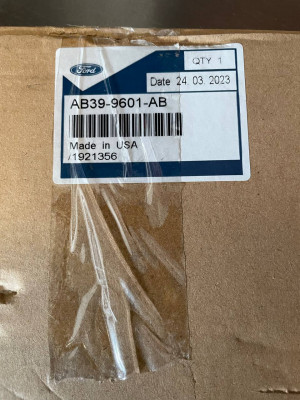 Ford
QTY 1
Date 24. 03. 2023
AB39-9601-AB
Made in USA
/1921356